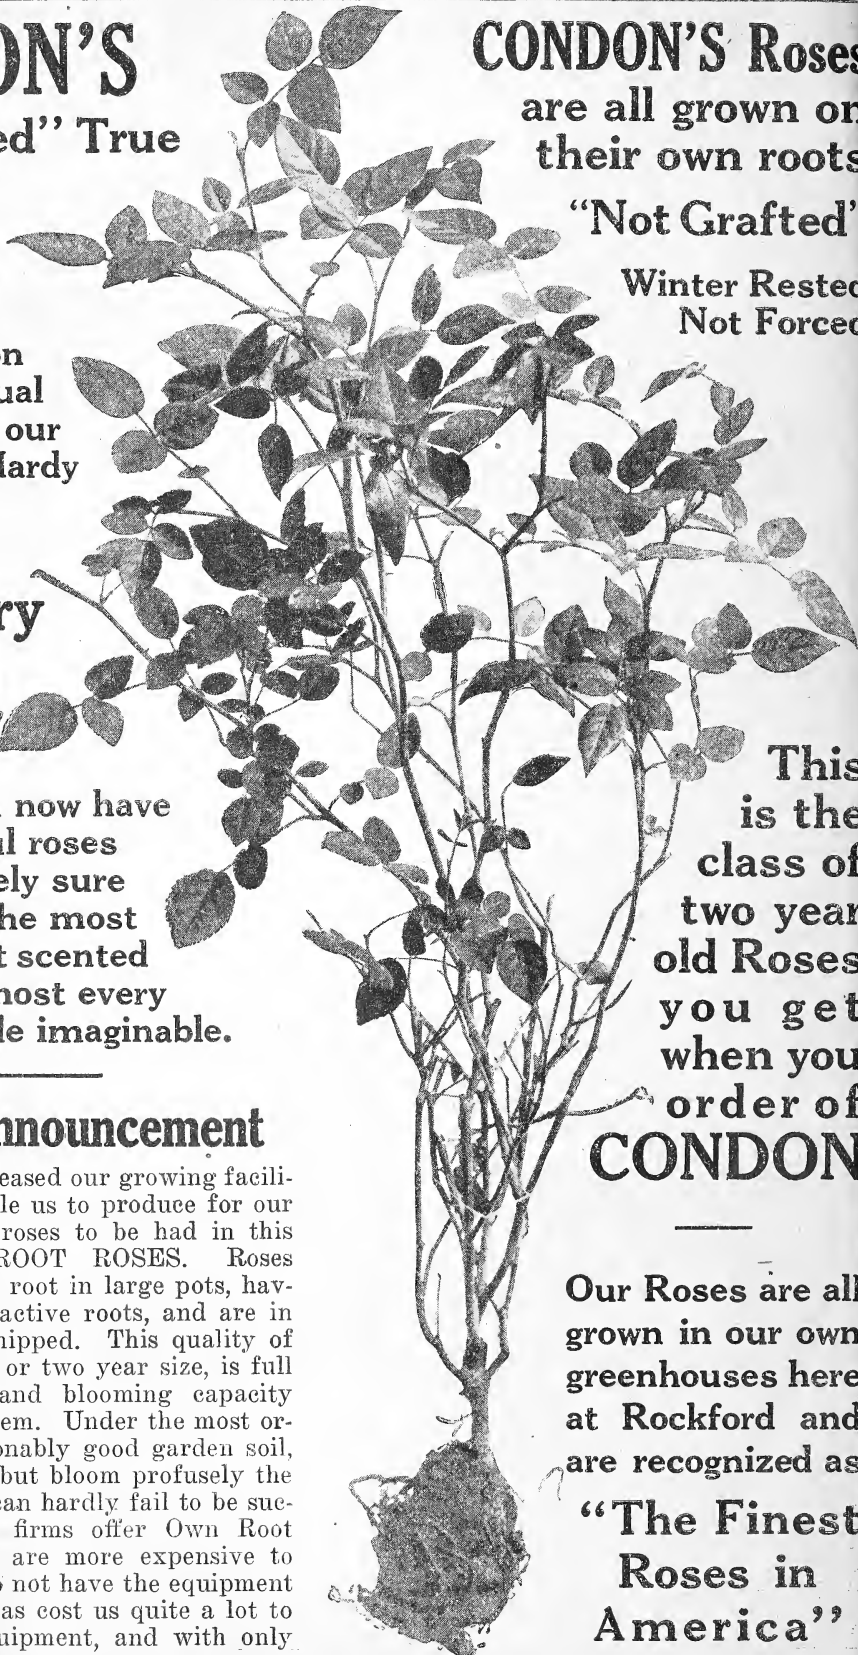 ON'S
ed” True
n
ual
our
Hardy
ry
now have
l roses
ely sure
he most
t scented
most every
le imaginable.
nnouncement
eased our growing facili-
le us to produce for our
roses to be had in this
ROOT ROSES. Roses
root in large pots, hav-
active roots, and are in
hipped. This quality of
or two year size, is full
and blooming capacity
em. Under the most or-
onably good garden soil,
but bloom profusely the
can hardly fail to be suc-
firms offer Own Root
are more expensive to
o not have the equipment
as cost us quite a lot to
uipment, and with only
CONDON'S Roses
are all grown on
their own roots
“Not Grafted”
Winter Rested
Not Forced
This
is the
class of
two year
old Roses
you get
when you
order of
CONDON
Our Roses are all
grown in our own
greenhouses here
at Rockford and
are recognized as
“The Finest
Roses in
America”